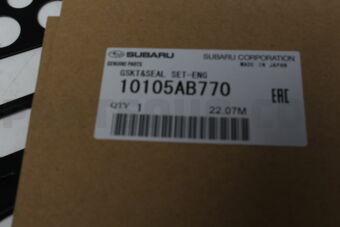 SUBARU SUBARU CORPORATION
GENUINE PARTS MADE IN JAPAN
GSKT&SEAL SET-ENG
10105AB770
EAC
QTY 1 22.07M